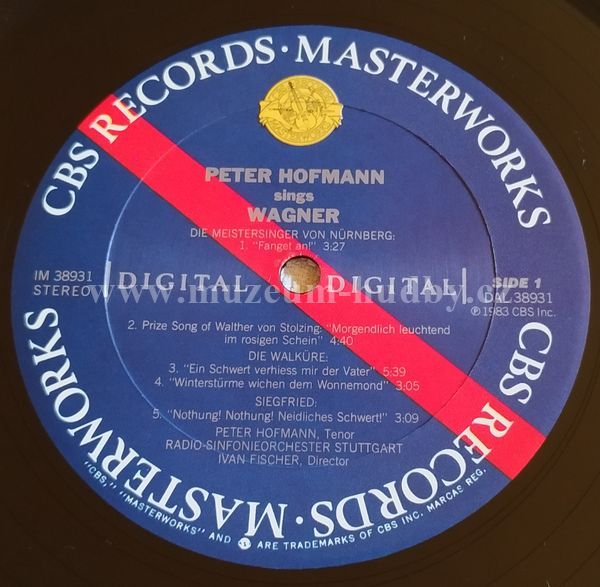 CBS RECORDS · MASTERWORKS
PETER HOFMANN
sings
WAGNER
DIE MEISTERSINGER VON NÜRNBERG:
1. "Fanget an!" 3:27
IM 38931
STEREO
DIGITAL DIGITAL
SIDE 1
DAL 38931
℗ 1983 CBS Inc.
www.muzeum-hudby.cz
2. Prize Song of Walther von Stolzing: "Morgendlich leuchtend
im rosigen Schein" 4:40
DIE WALKÜRE:
3. "Ein Schwert verhiess mir der Vater" 5:39
4. "Winterstürme wichen dem Wonnemond" 3:05
SIEGFRIED:
5. "Nothung! Nothung! Neidliches Schwert!" 3:09
PETER HOFMANN, Tenor
RADIO-SINFONIEORCHESTER STUTTGART
IVAN FISCHER, Director
CBS RECORDS · MASTERWORKS
"CBS," "MASTERWORKS" AND ARE TRADEMARKS OF CBS INC. MARCAS REG.